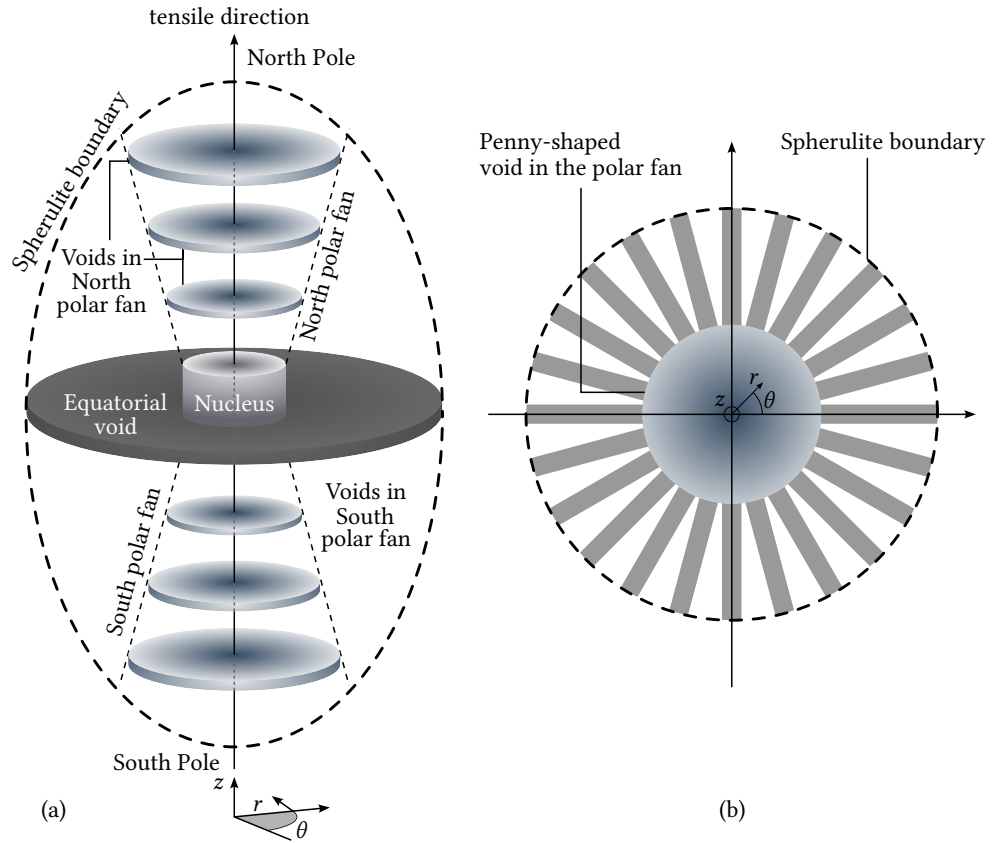 tensile direction
North Pole
Spherulite boundary
North polar fan
Voids in
North
polar fan
Equatorial
void
Nucleus
South polar fan
Voids in
South
polar fan
South Pole
z
r
θ
(a)
Penny-shaped
void in the polar fan
Spherulite boundary
r
z
θ
(b)